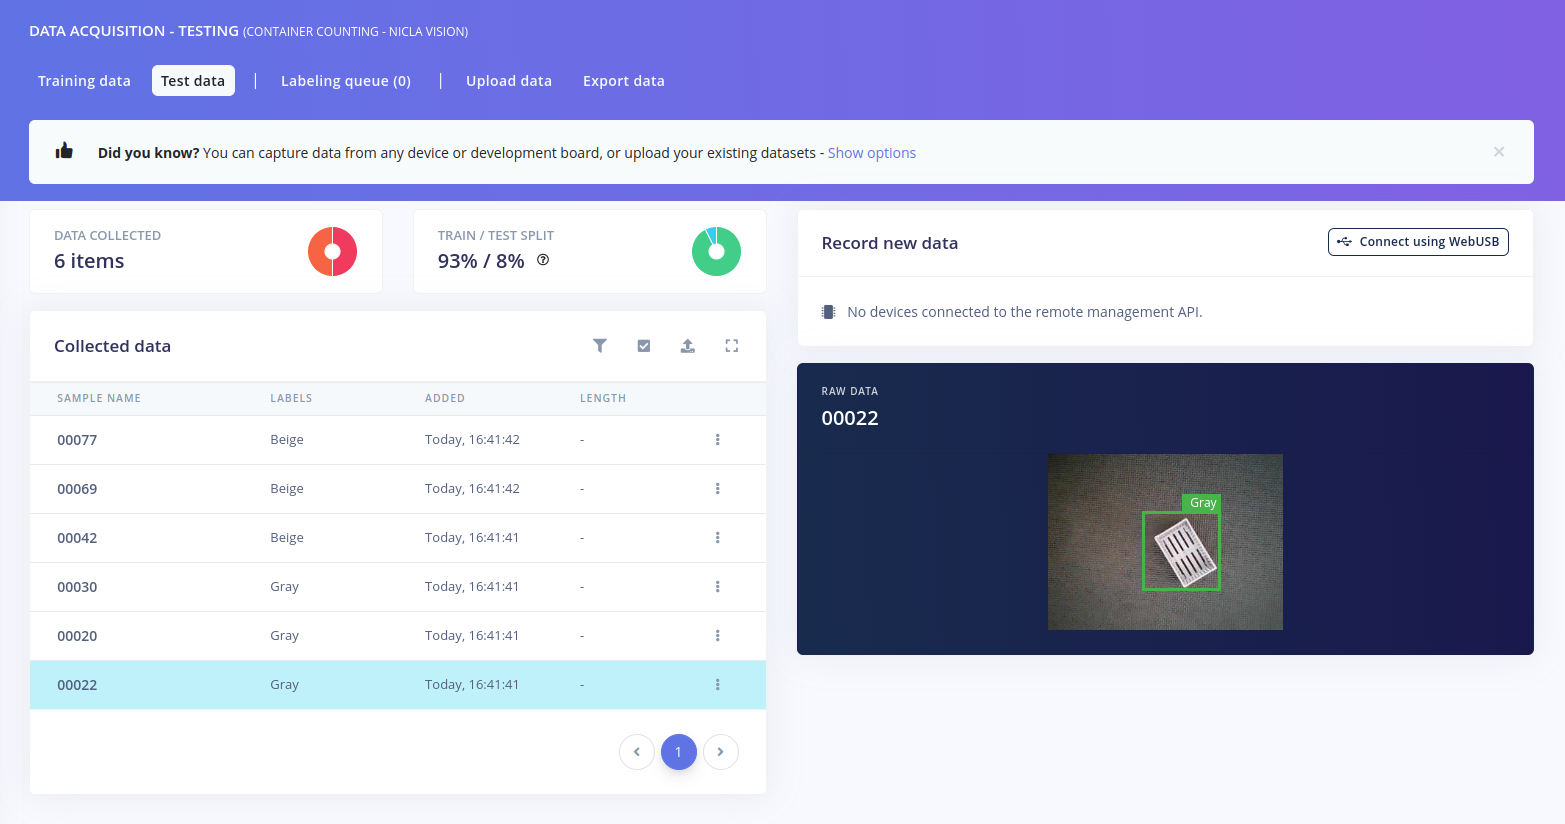 DATA ACQUISITION - TESTING (CONTAINER COUNTING - NICLA VISION)
Training data
Test data
|
Labeling queue (0)
|
Upload data
Export data
Did you know? You can capture data from any device or development board, or upload your existing datasets - Show options
×
DATA COLLECTED
6 items
TRAIN / TEST SPLIT
93% / 8% ?
Record new data
Connect using WebUSB
No devices connected to the remote management API.
Collected data
SAMPLE NAME LABELS ADDED LENGTH
00077 Beige Today, 16:41:42 -
00069 Beige Today, 16:41:42 -
00042 Beige Today, 16:41:41 -
00030 Gray Today, 16:41:41 -
00020 Gray Today, 16:41:41 -
00022 Gray Today, 16:41:41 -
1
RAW DATA
00022
Gray